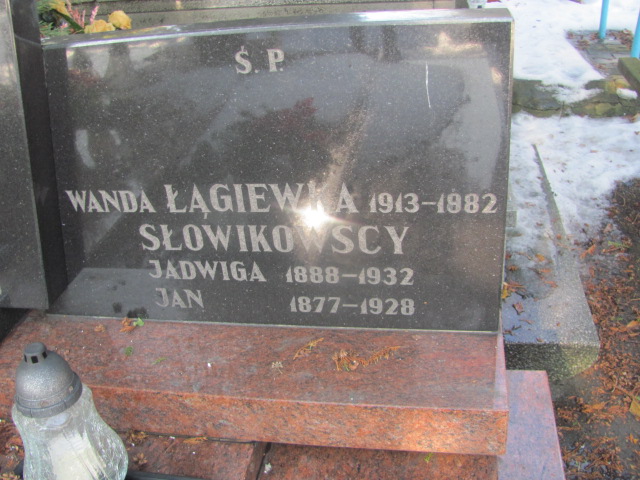 Ś. P.
WANDA ŁĄGIEWKA 1913-1982
SŁOWIKOWSCY
JADWIGA 1888-1932
JAN 1877-1928